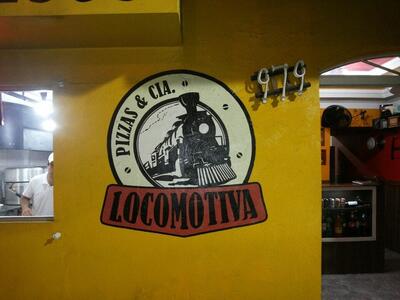 PIZZAS & CIA.
LOCOMOTIVA
979